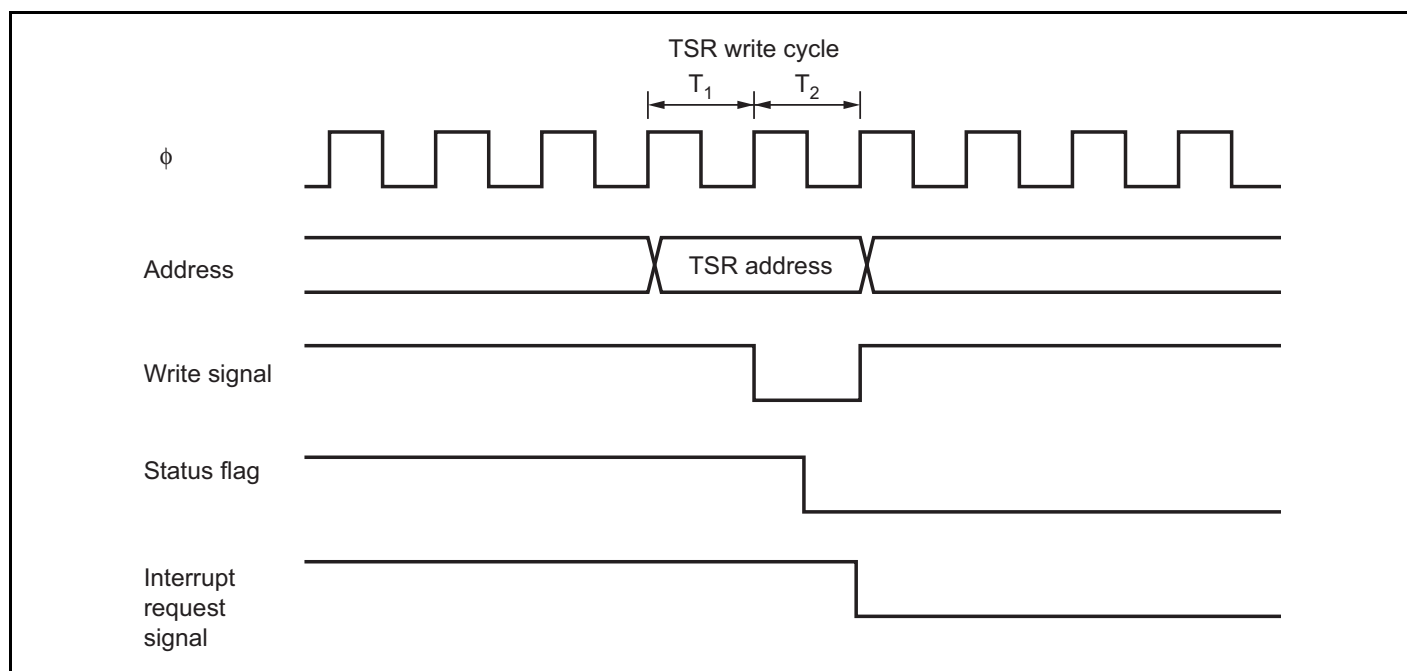 TSR write cycle
T1 T2
ϕ
Address
TSR address
Write signal
Status flag
Interrupt
request
signal